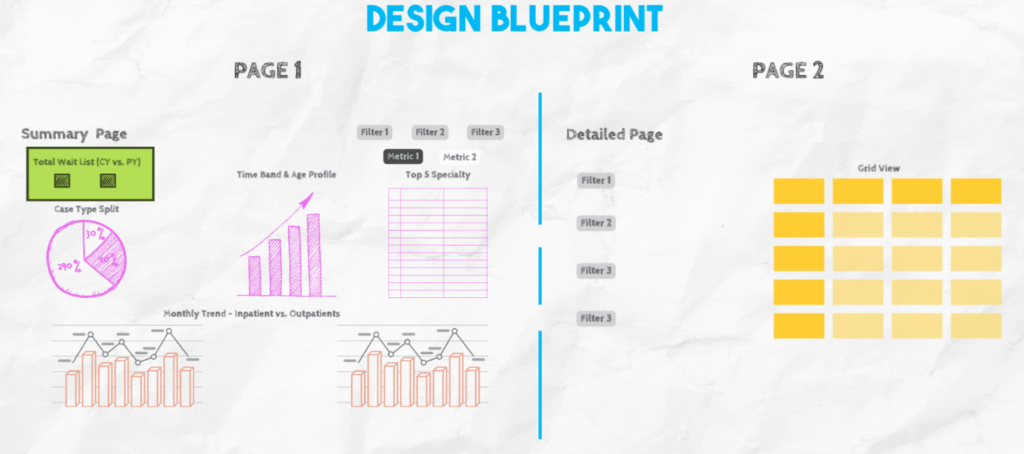 DESIGN BLUEPRINT
PAGE 1
PAGE 2
Summary Page
Filter 1
Filter 2
Filter 3
Metric 1
Metric 2
Total Wait List (CY vs. PY)
Time Band & Age Profile
Top 5 Specialty
Case Type Split
30%
290%
40%
Monthly Trend - Inpatient vs. Outpatients
Detailed Page
Grid View
Filter 1
Filter 2
Filter 3
Filter 3